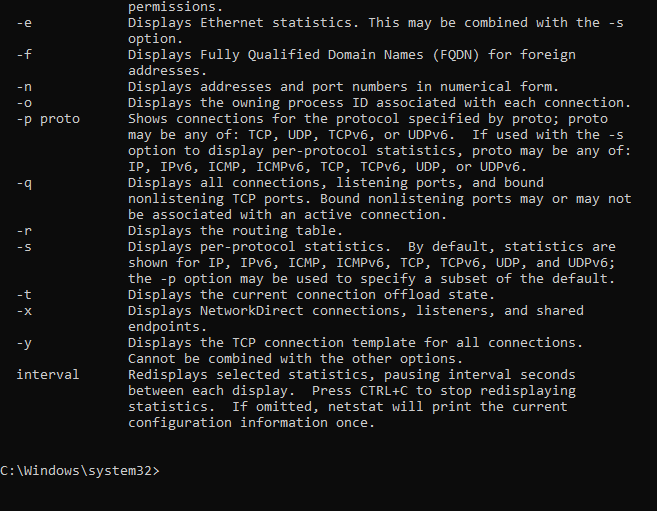 permissions.
-e Displays Ethernet statistics. This may be combined with the -s
option.
-f Displays Fully Qualified Domain Names (FQDN) for foreign
addresses.
-n Displays addresses and port numbers in numerical form.
-o Displays the owning process ID associated with each connection.
-p proto Shows connections for the protocol specified by proto; proto
may be any of: TCP, UDP, TCPv6, or UDPv6.  If used with the -s
option to display per-protocol statistics, proto may be any of:
IP, IPv6, ICMP, ICMPv6, TCP, TCPv6, UDP, or UDPv6.
-q Displays all connections, listening ports, and bound
nonlistening TCP ports. Bound nonlistening ports may or may not
be associated with an active connection.
-r Displays the routing table.
-s Displays per-protocol statistics.  By default, statistics are
shown for IP, IPv6, ICMP, ICMPv6, TCP, TCPv6, UDP, and UDPv6;
the -p option may be used to specify a subset of the default.
-t Displays the current connection offload state.
-x Displays NetworkDirect connections, listeners, and shared
endpoints.
-y Displays the TCP connection template for all connections.
Cannot be combined with the other options.
interval Redisplays selected statistics, pausing interval seconds
between each display.  Press CTRL+C to stop redisplaying
statistics.  If omitted, netstat will print the current
configuration information once.
C:\Windows\system32>